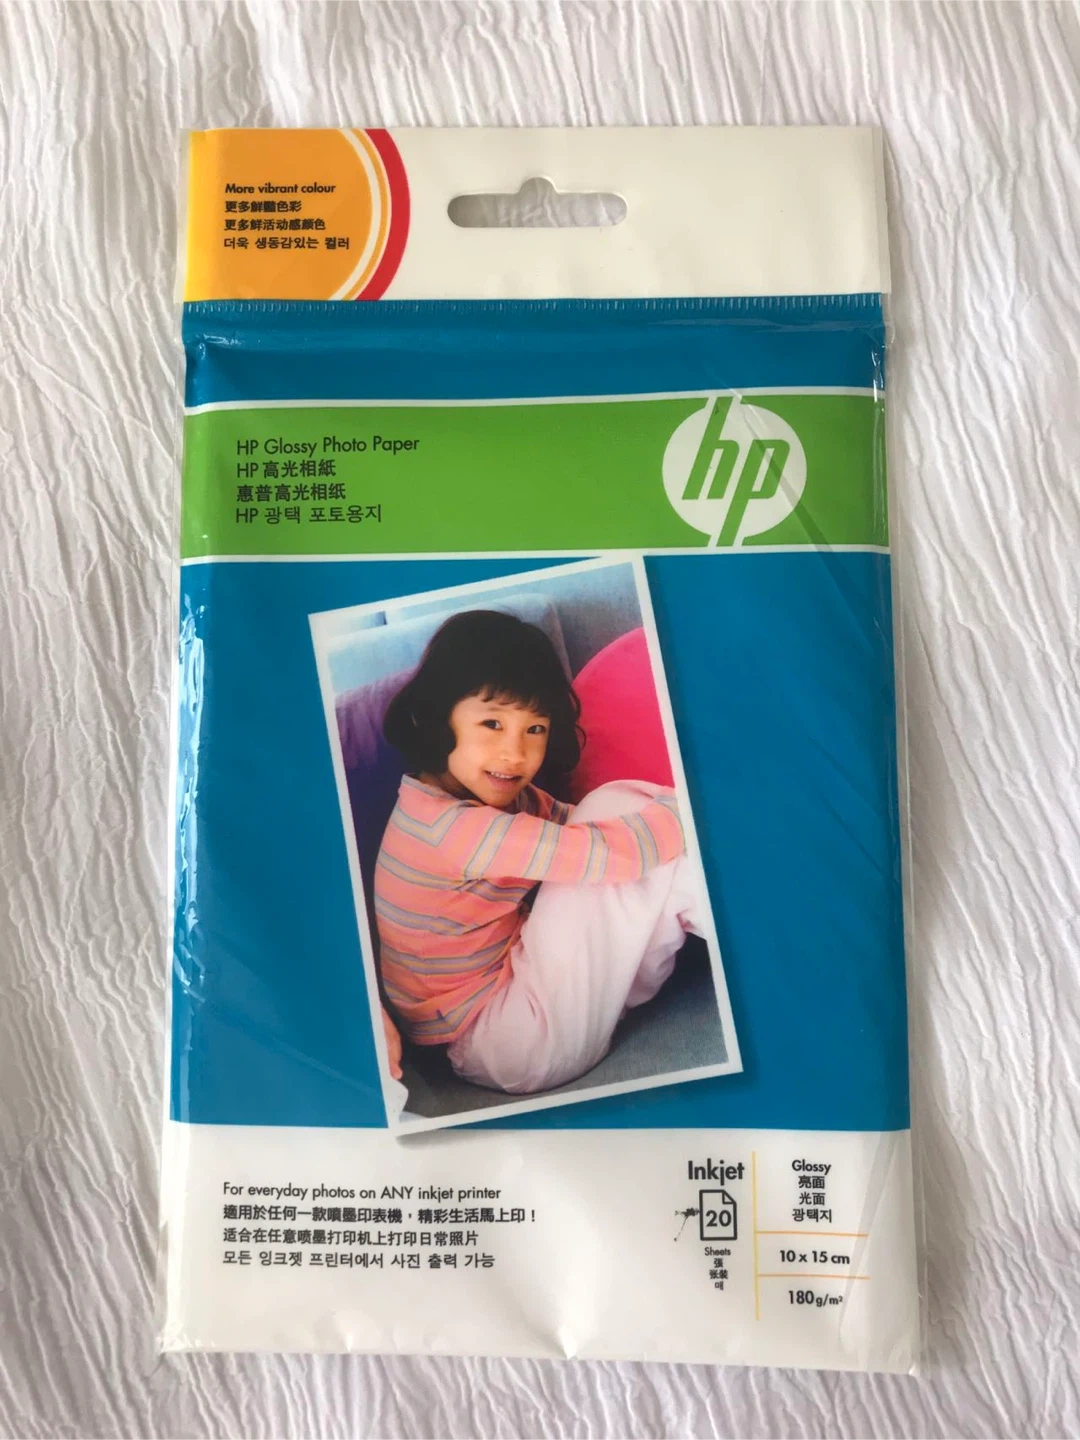 More vibrant colour
更多鮮豔色彩
更多鲜活动感颜色
더욱 생동감있는 컬러
hp
HP Glossy Photo Paper
HP 高光相紙
惠普高光相纸
HP 광택 포토용지
For everyday photos on ANY inkjet printer
適用於任何一款噴墨印表機，精彩生活馬上印！
适合在任意喷墨打印机上打印日常照片
모든 잉크젯 프린터에서 사진 출력 가능
Inkjet
20
Sheets
張
张装
매
Glossy
亮面
光面
광택지
10 x 15 cm
180g/m²